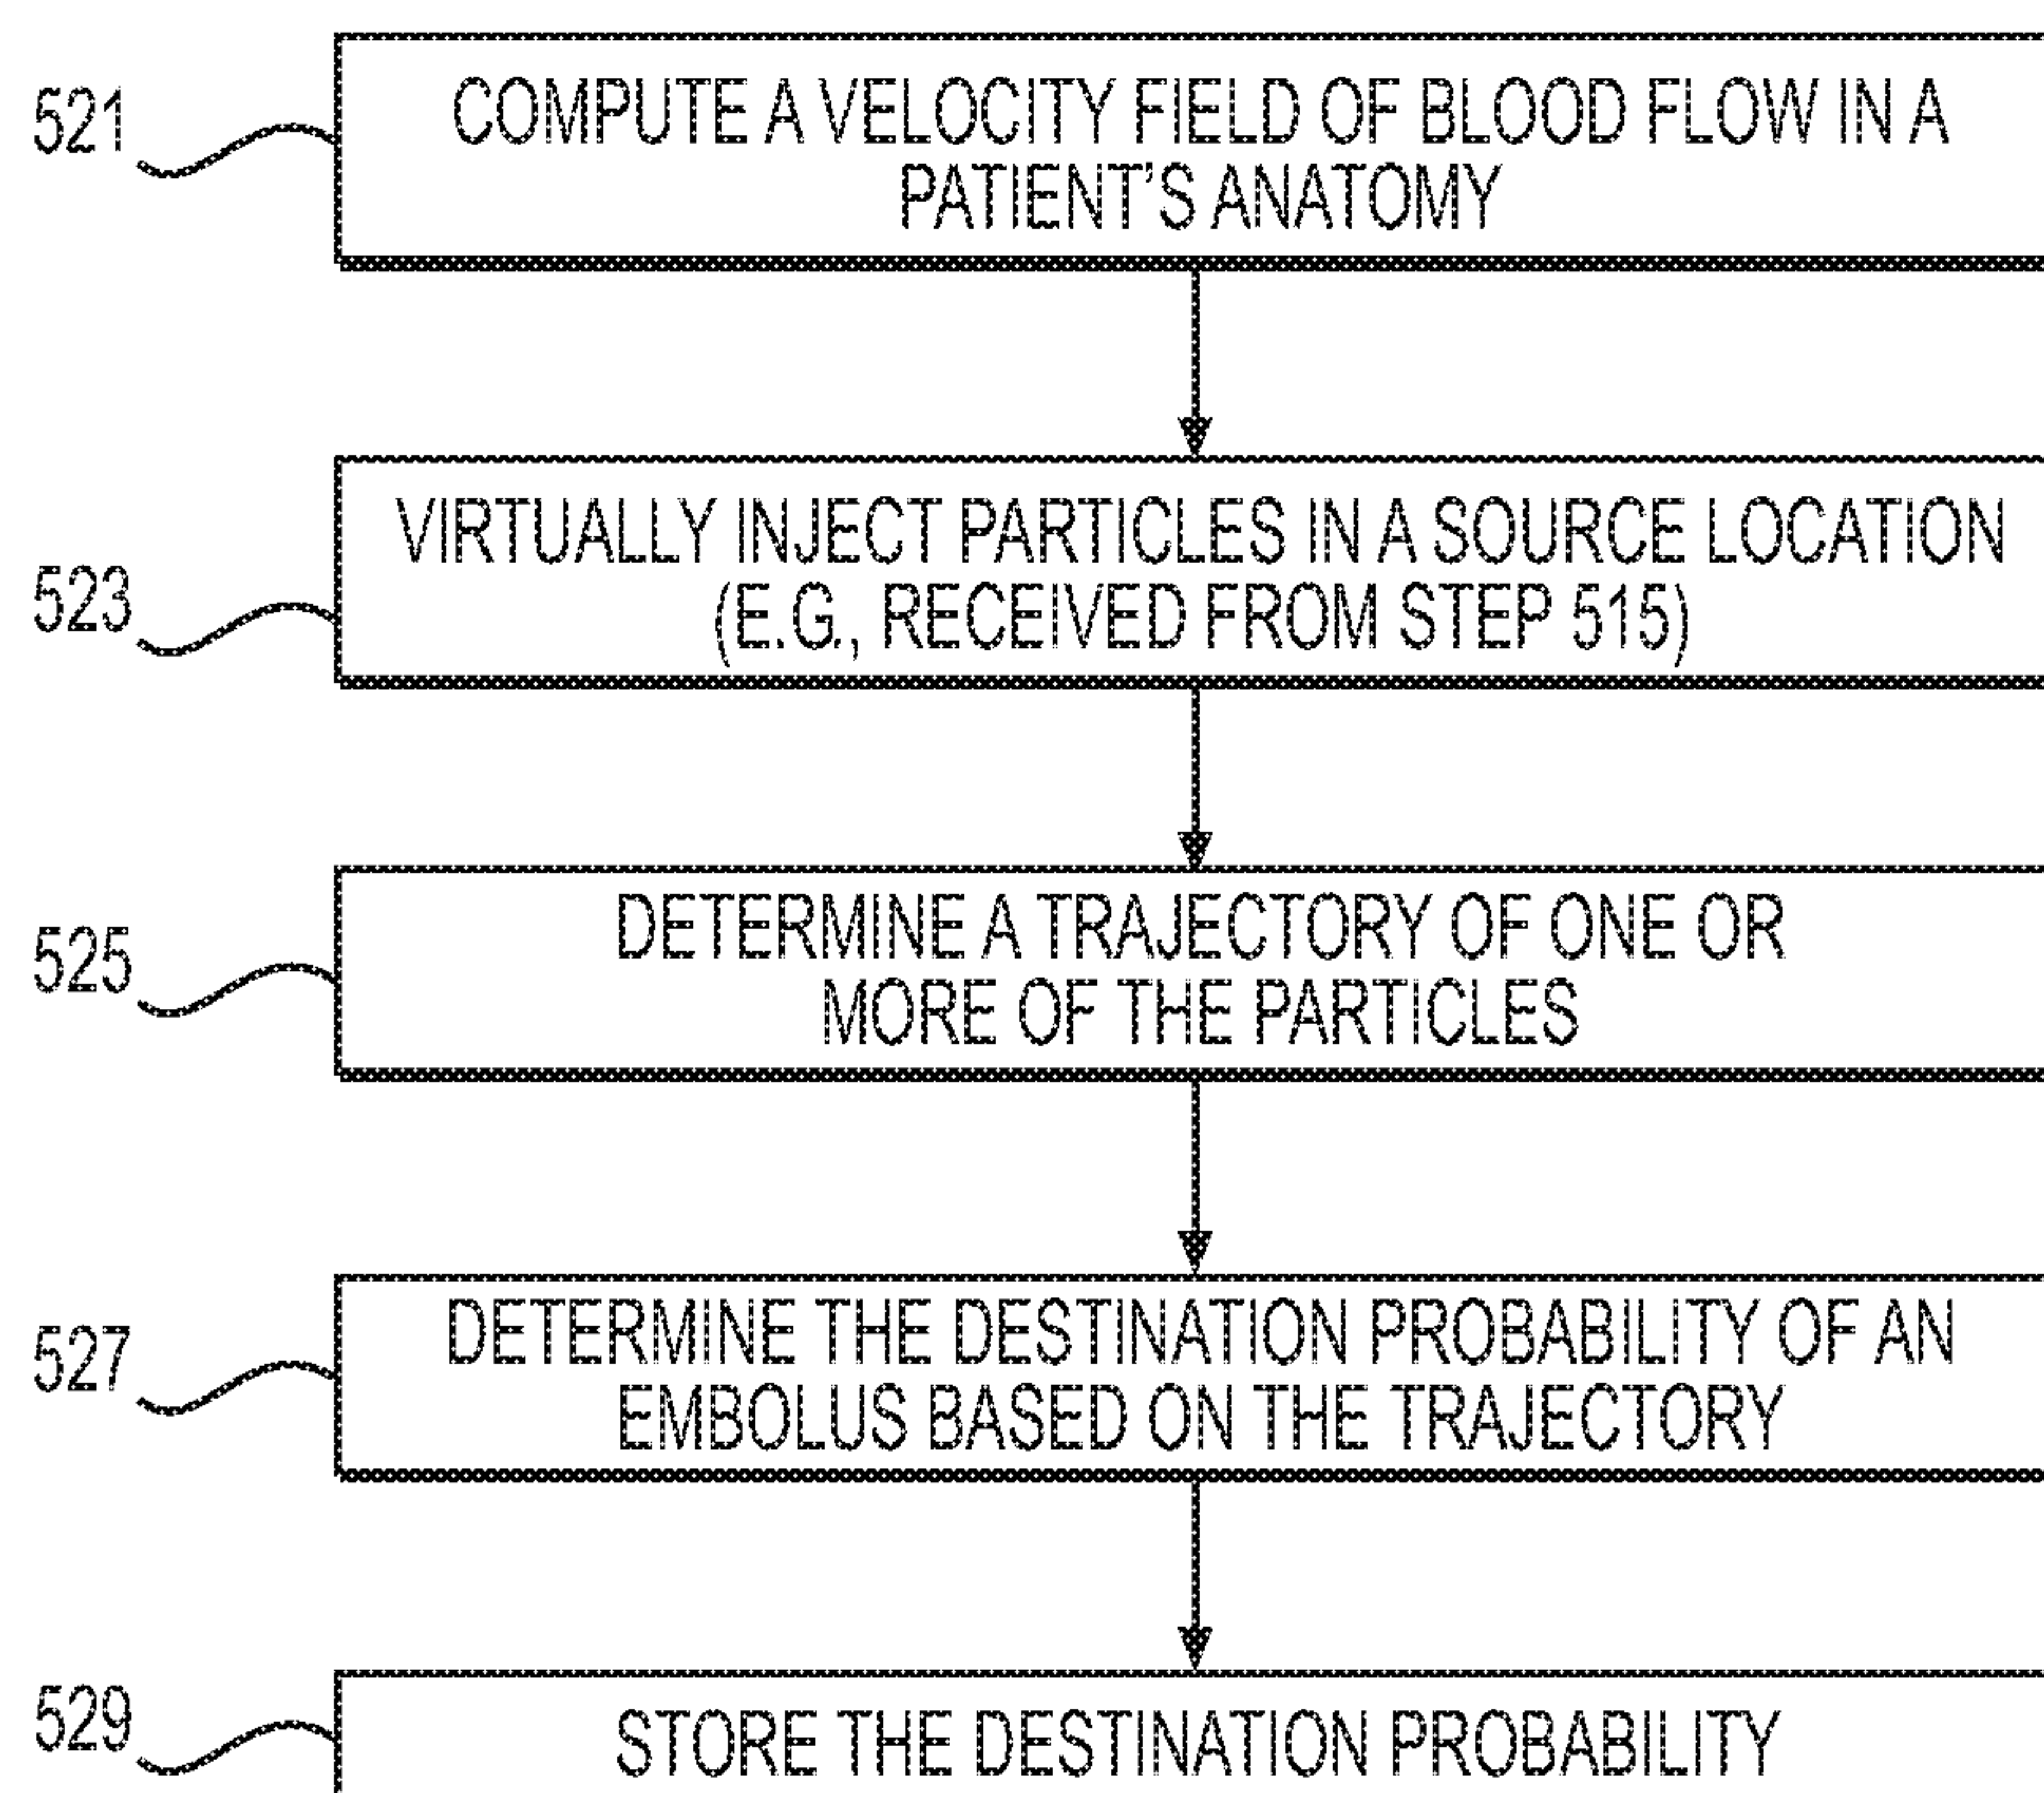 521
COMPUTE A VELOCITY FIELD OF BLOOD FLOW IN A
PATIENT'S ANATOMY
523
VIRTUALLY INJECT PARTICLES IN A SOURCE LOCATION
(E.G., RECEIVED FROM STEP 515)
525
DETERMINE A TRAJECTORY OF ONE OR
MORE OF THE PARTICLES
527
DETERMINE THE DESTINATION PROBABILITY OF AN
EMBOLUS BASED ON THE TRAJECTORY
529
STORE THE DESTINATION PROBABILITY